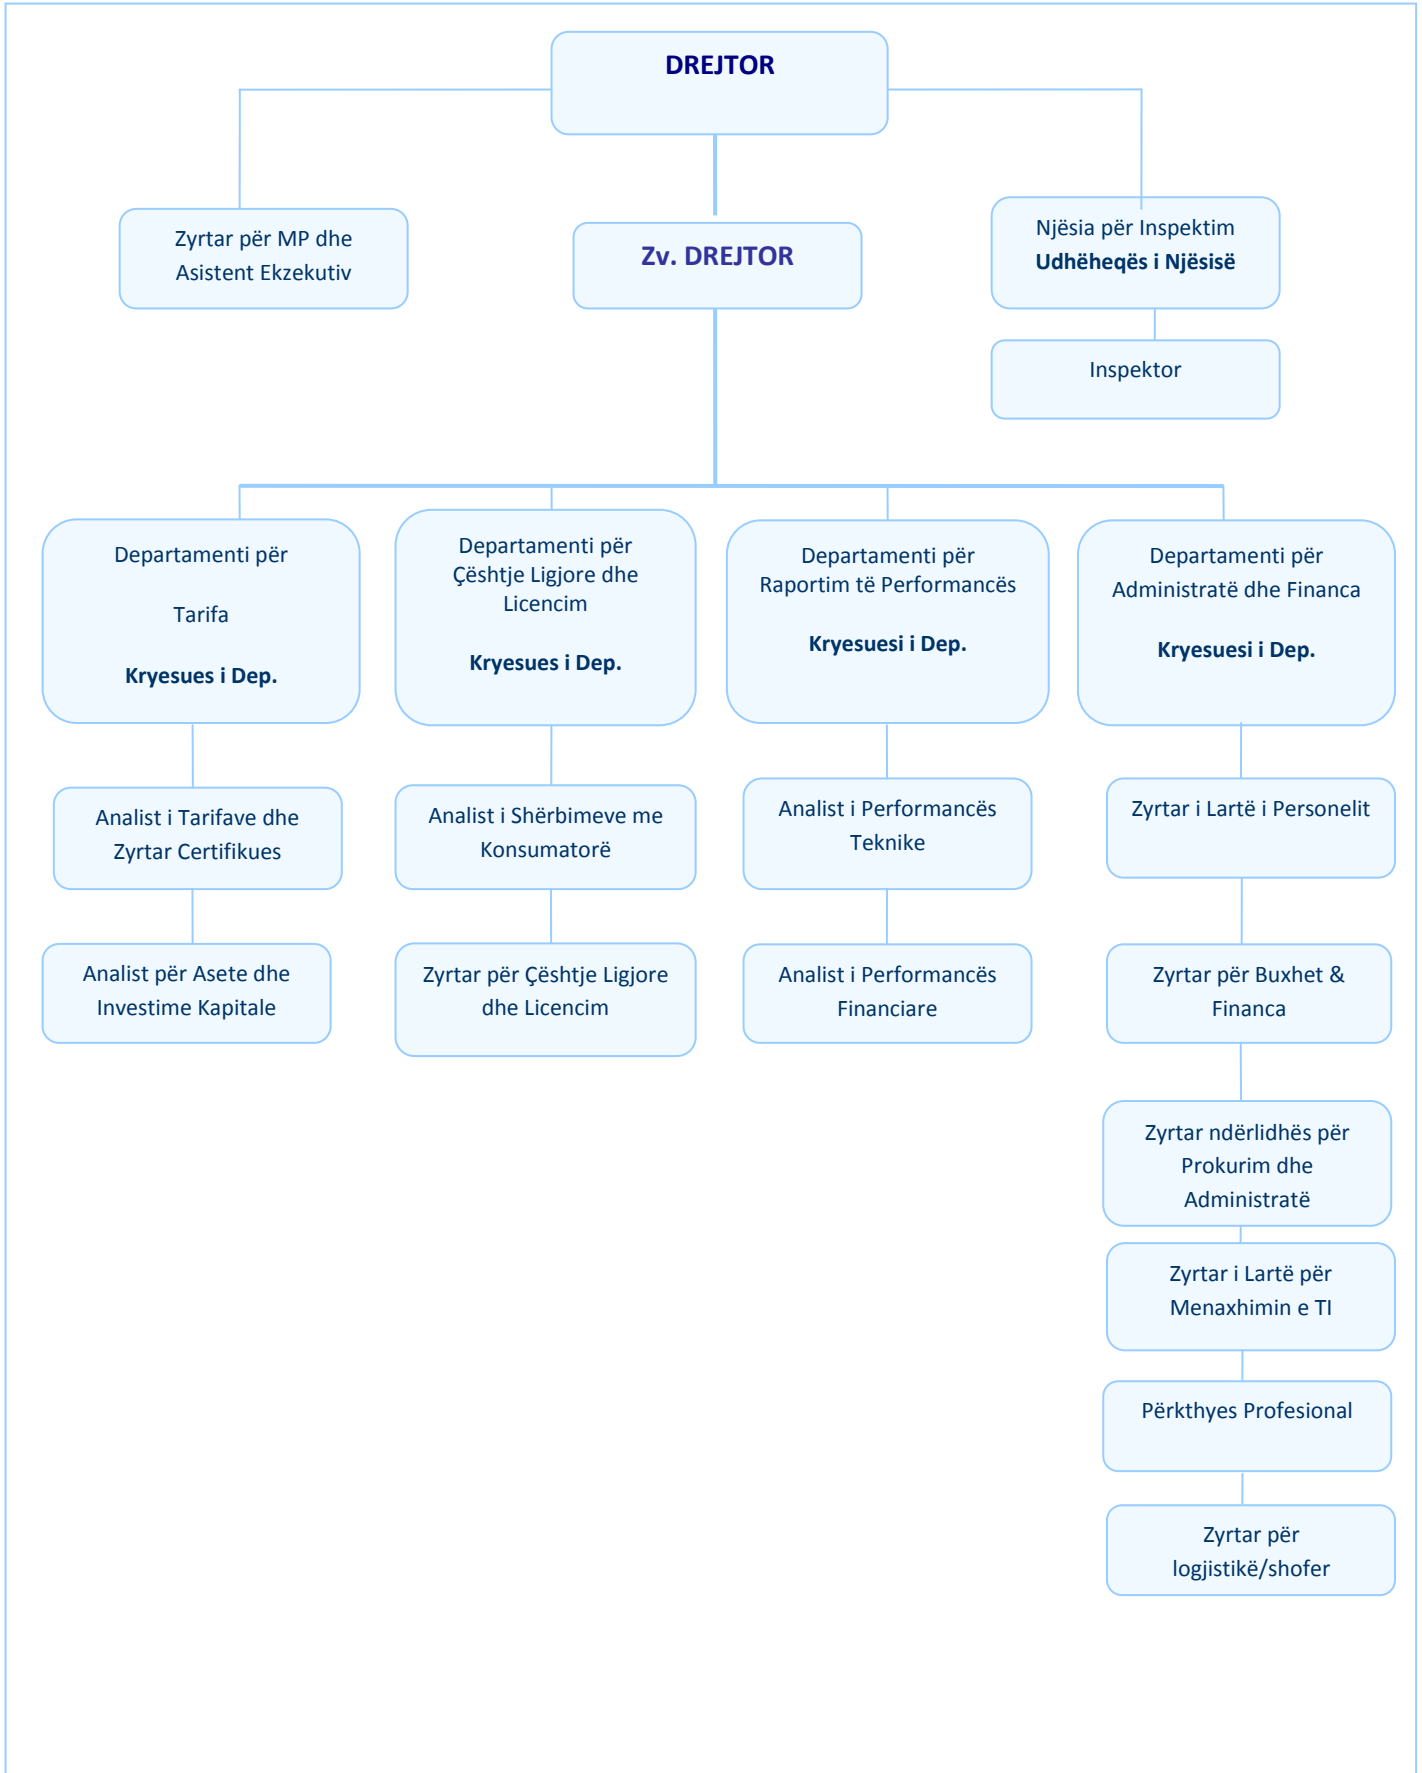 DREJTOR
Zyrtar për MP dhe
Asistent Ekzekutiv
Zv. DREJTOR
Njësia për Inspektim
Udhëheqës i Njësisë
Inspektor
Departamenti për
Tarifa
Kryesues i Dep.
Departamenti për
Çështje Ligjore dhe
Licencim
Kryesues i Dep.
Departamenti për
Raportim të Performancës
Kryesuesi i Dep.
Departamenti për
Administratë dhe Financa
Kryesuesi i Dep.
Analist i Tarifave dhe
Zyrtar Certifikues
Analist i Shërbimeve me
Konsumatorë
Analist i Performancës
Teknike
Zyrtar i Lartë i Personelit
Analist për Asete dhe
Investime Kapitale
Zyrtar për Çështje Ligjore
dhe Licencim
Analist i Performancës
Financiare
Zyrtar për Buxhet &
Financa
Zyrtar ndërlidhës për
Prokurim dhe
Administratë
Zyrtar i Lartë për
Menaxhimin e TI
Përkthyes Profesional
Zyrtar për
logjistikë/shofer